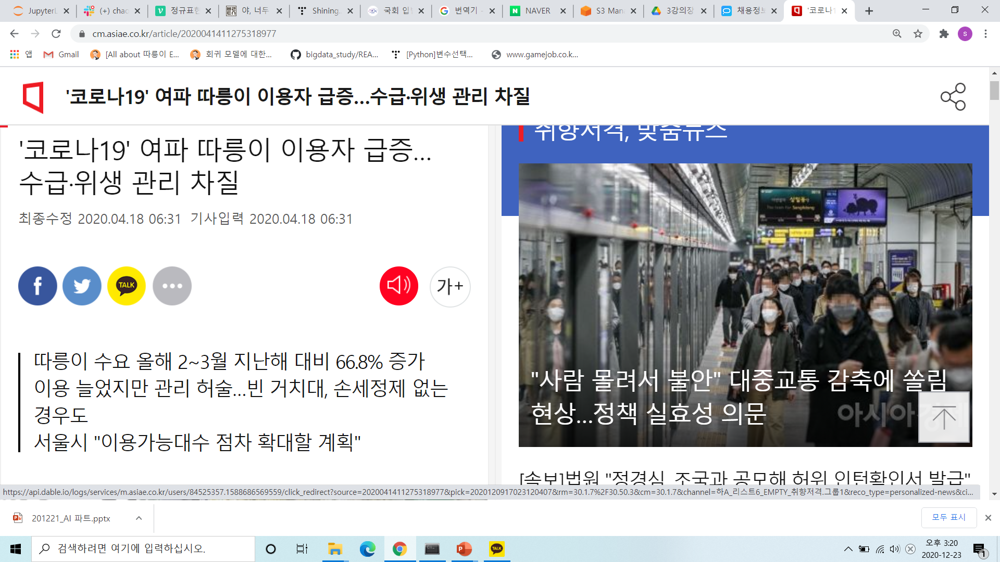 JupyterL
(+) chao
정규표현
야, 너두
Shining.
국회 입법
번역기 -
NAVER
S3 Man
3강의장
채용정보
'코로나1
cm.asiae.co.kr/article/2020041411275318977
S
앱
Gmail
[All about 따릉이 E...
회귀 모델에 대한...
bigdata_study/REA...
[Python]변수선택...
www.gamejob.co.k...
'코로나19' 여파 따릉이 이용자 급증...수급·위생 관리 차질
'코로나19' 여파 따릉이 이용자 급증...
수급·위생 관리 차질
최종수정 2020.04.18 06:31 기사입력 2020.04.18 06:31
TALK
가+
따릉이 수요 올해 2~3월 지난해 대비 66.8% 증가
이용 늘었지만 관리 허술...빈 거치대, 손세정제 없는
경우도
서울시 "이용가능대수 점차 확대할 계획"
취향저격, 맞춤뉴스
"사람 몰려서 불안" 대중교통 감축에 쏠림
현상...정책 실효성 의문
아시아경제
[속보]법원 "정경심, 조국과 공모해 허위 인턴확인서 발급"
https://api.dable.io/logs/services/m.asiae.co.kr/users/84525357.1588686569559/click_redirect?source=2020041411275318977&pick=2020120917023120407&rm=30.1.7%2F30.50.3&cm=30.1.7&channel=하A_리스트6_EMPTY_취향저격.그룹1&reco_type=personalized-news&ci...
201221_AI 파트.pptx
모두 표시
검색하려면 여기에 입력하십시오.
TALK
오후 3:20
2020-12-23
1